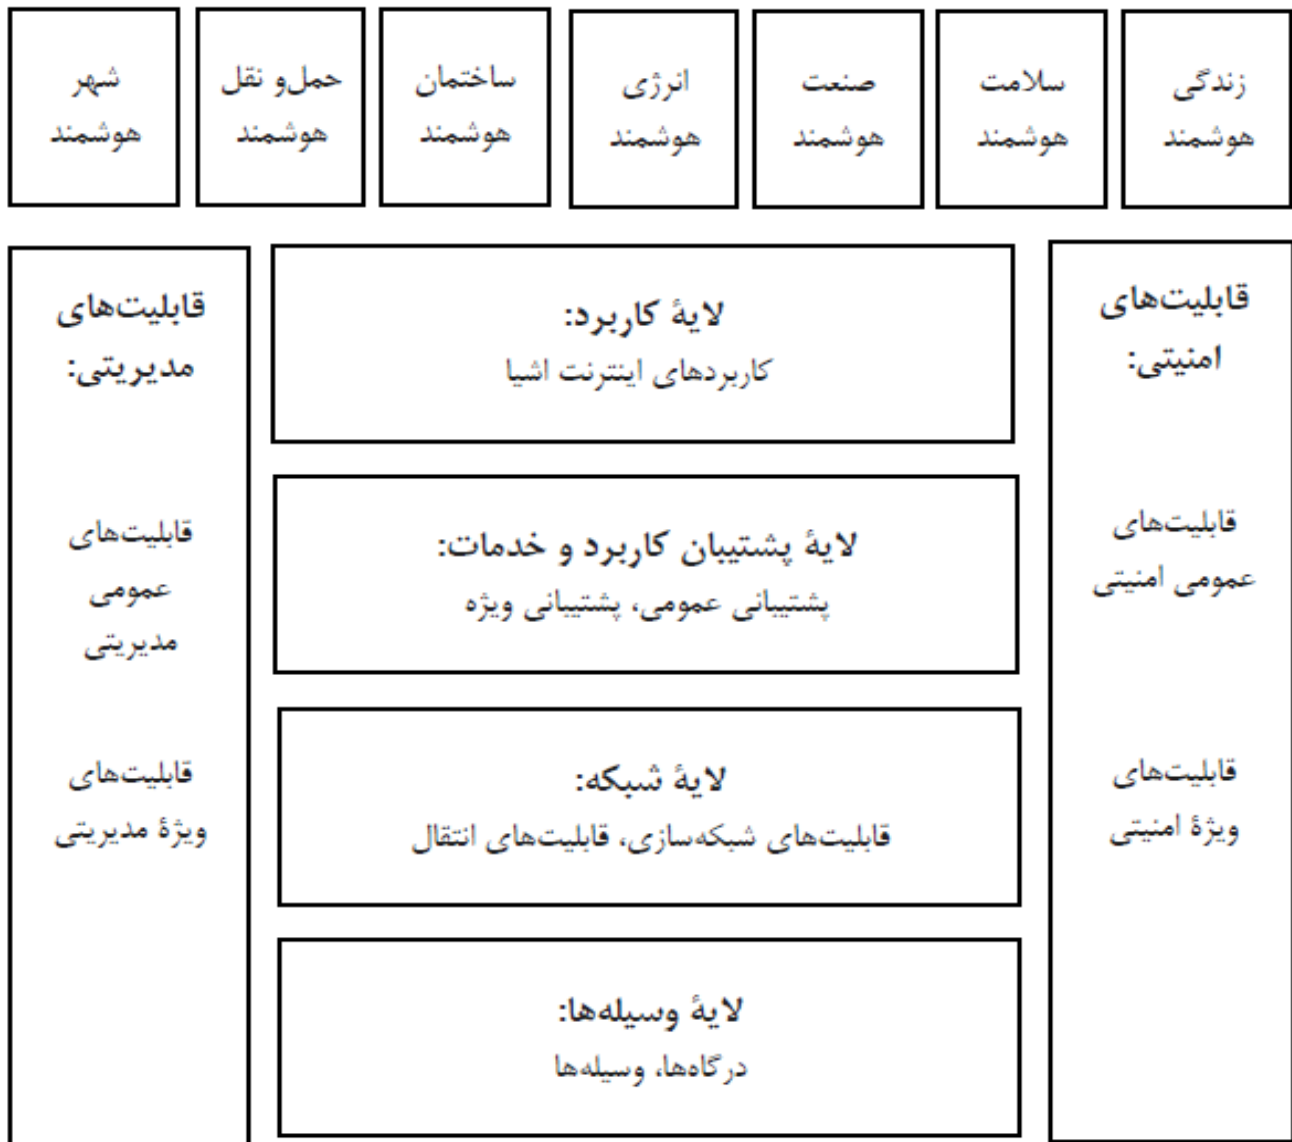 زندگی
هوشمند
سلامت
هوشمند
صنعت
هوشمند
انرژی
هوشمند
ساختمان
هوشمند
حمل‌و نقل
هوشمند
شهر
هوشمند
قابلیت‌های
امنیتی:
قابلیت‌های
عمومی امنیتی
قابلیت‌های
ویژهٔ امنیتی
لایهٔ کاربرد:
کاربردهای اینترنت اشیا
لایهٔ پشتیبان کاربرد و خدمات:
پشتیبانی عمومی، پشتیبانی ویژه
لایهٔ شبکه:
قابلیت‌های شبکه‌سازی، قابلیت‌های انتقال
لایهٔ وسیله‌ها:
درگاه‌ها، وسیله‌ها
قابلیت‌های
مدیریتی:
قابلیت‌های
عمومی
مدیریتی
قابلیت‌های
ویژهٔ مدیریتی